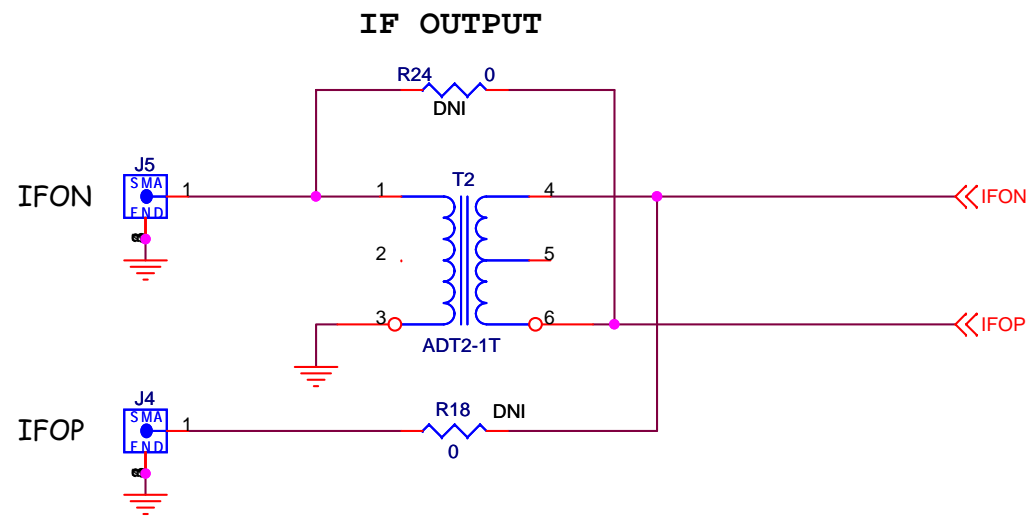 IF OUTPUT
R24 0
DNI
J5
SMA
END
IFON
1
1
T2
4
IFON
2
5
3
6
IFOP
ADT2-1T
J4
SMA
END
IFOP
1
R18 DNI
0